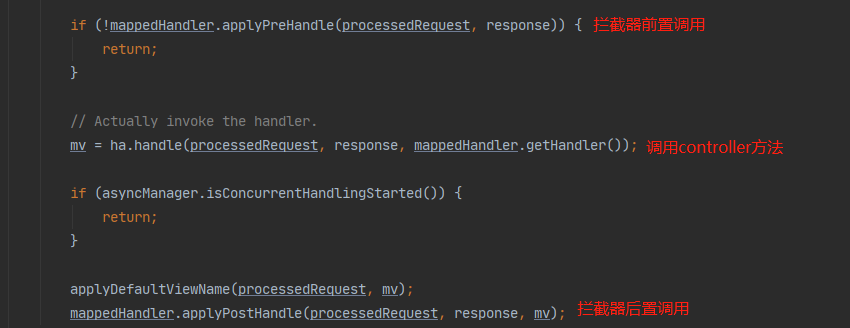 if (!mappedHandler.applyPreHandle(processedRequest, response)) { 拦截器前置调用
return;
}
// Actually invoke the handler.
mv = ha.handle(processedRequest, response, mappedHandler.getHandler()); 调用controller方法
if (asyncManager.isConcurrentHandlingStarted()) {
return;
}
applyDefaultViewName(processedRequest, mv);
mappedHandler.applyPostHandle(processedRequest, response, mv); 拦截器后置调用